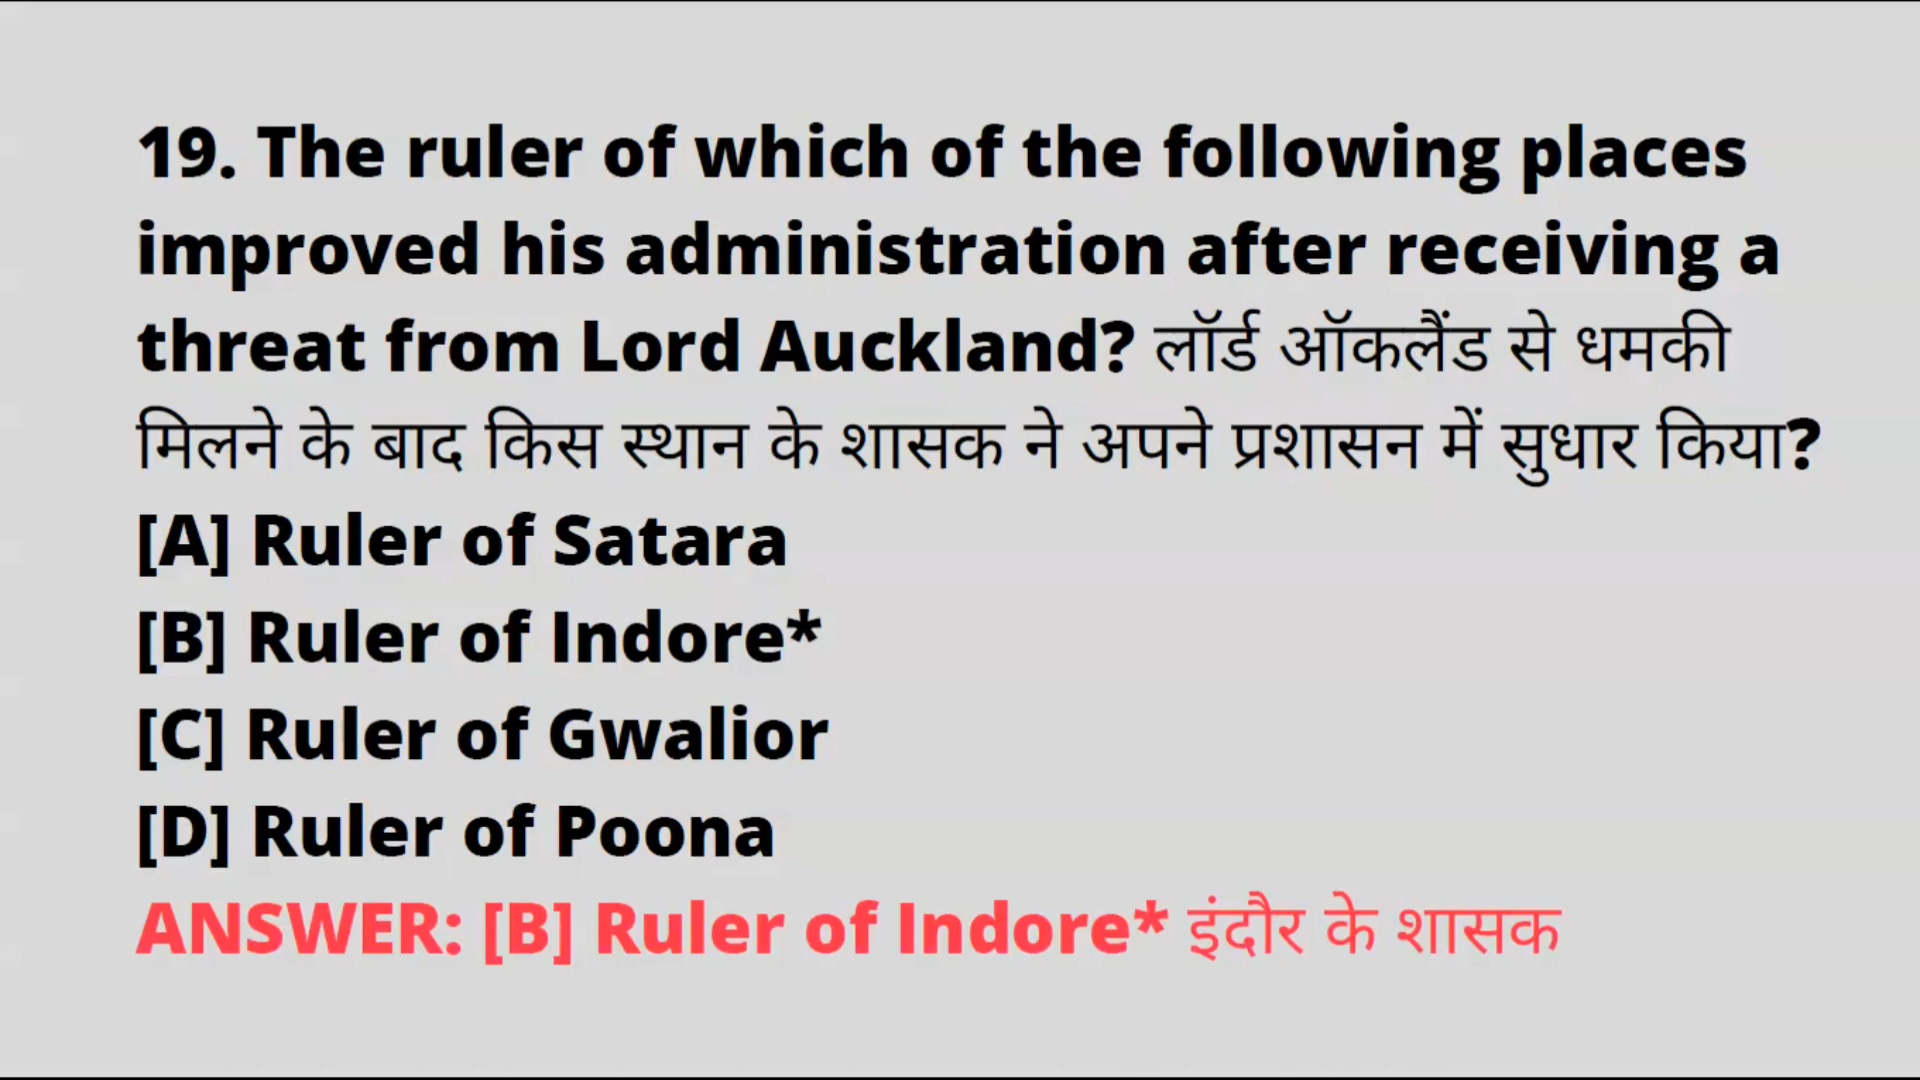 19. The ruler of which of the following places
improved his administration after receiving a
threat from Lord Auckland? लॉर्ड ऑकलैंड से धमकी
मिलने के बाद किस स्थान के शासक ने अपने प्रशासन में सुधार किया?
[A] Ruler of Satara
[B] Ruler of Indore*
[C] Ruler of Gwalior
[D] Ruler of Poona
ANSWER: [B] Ruler of Indore* इंदौर के शासक